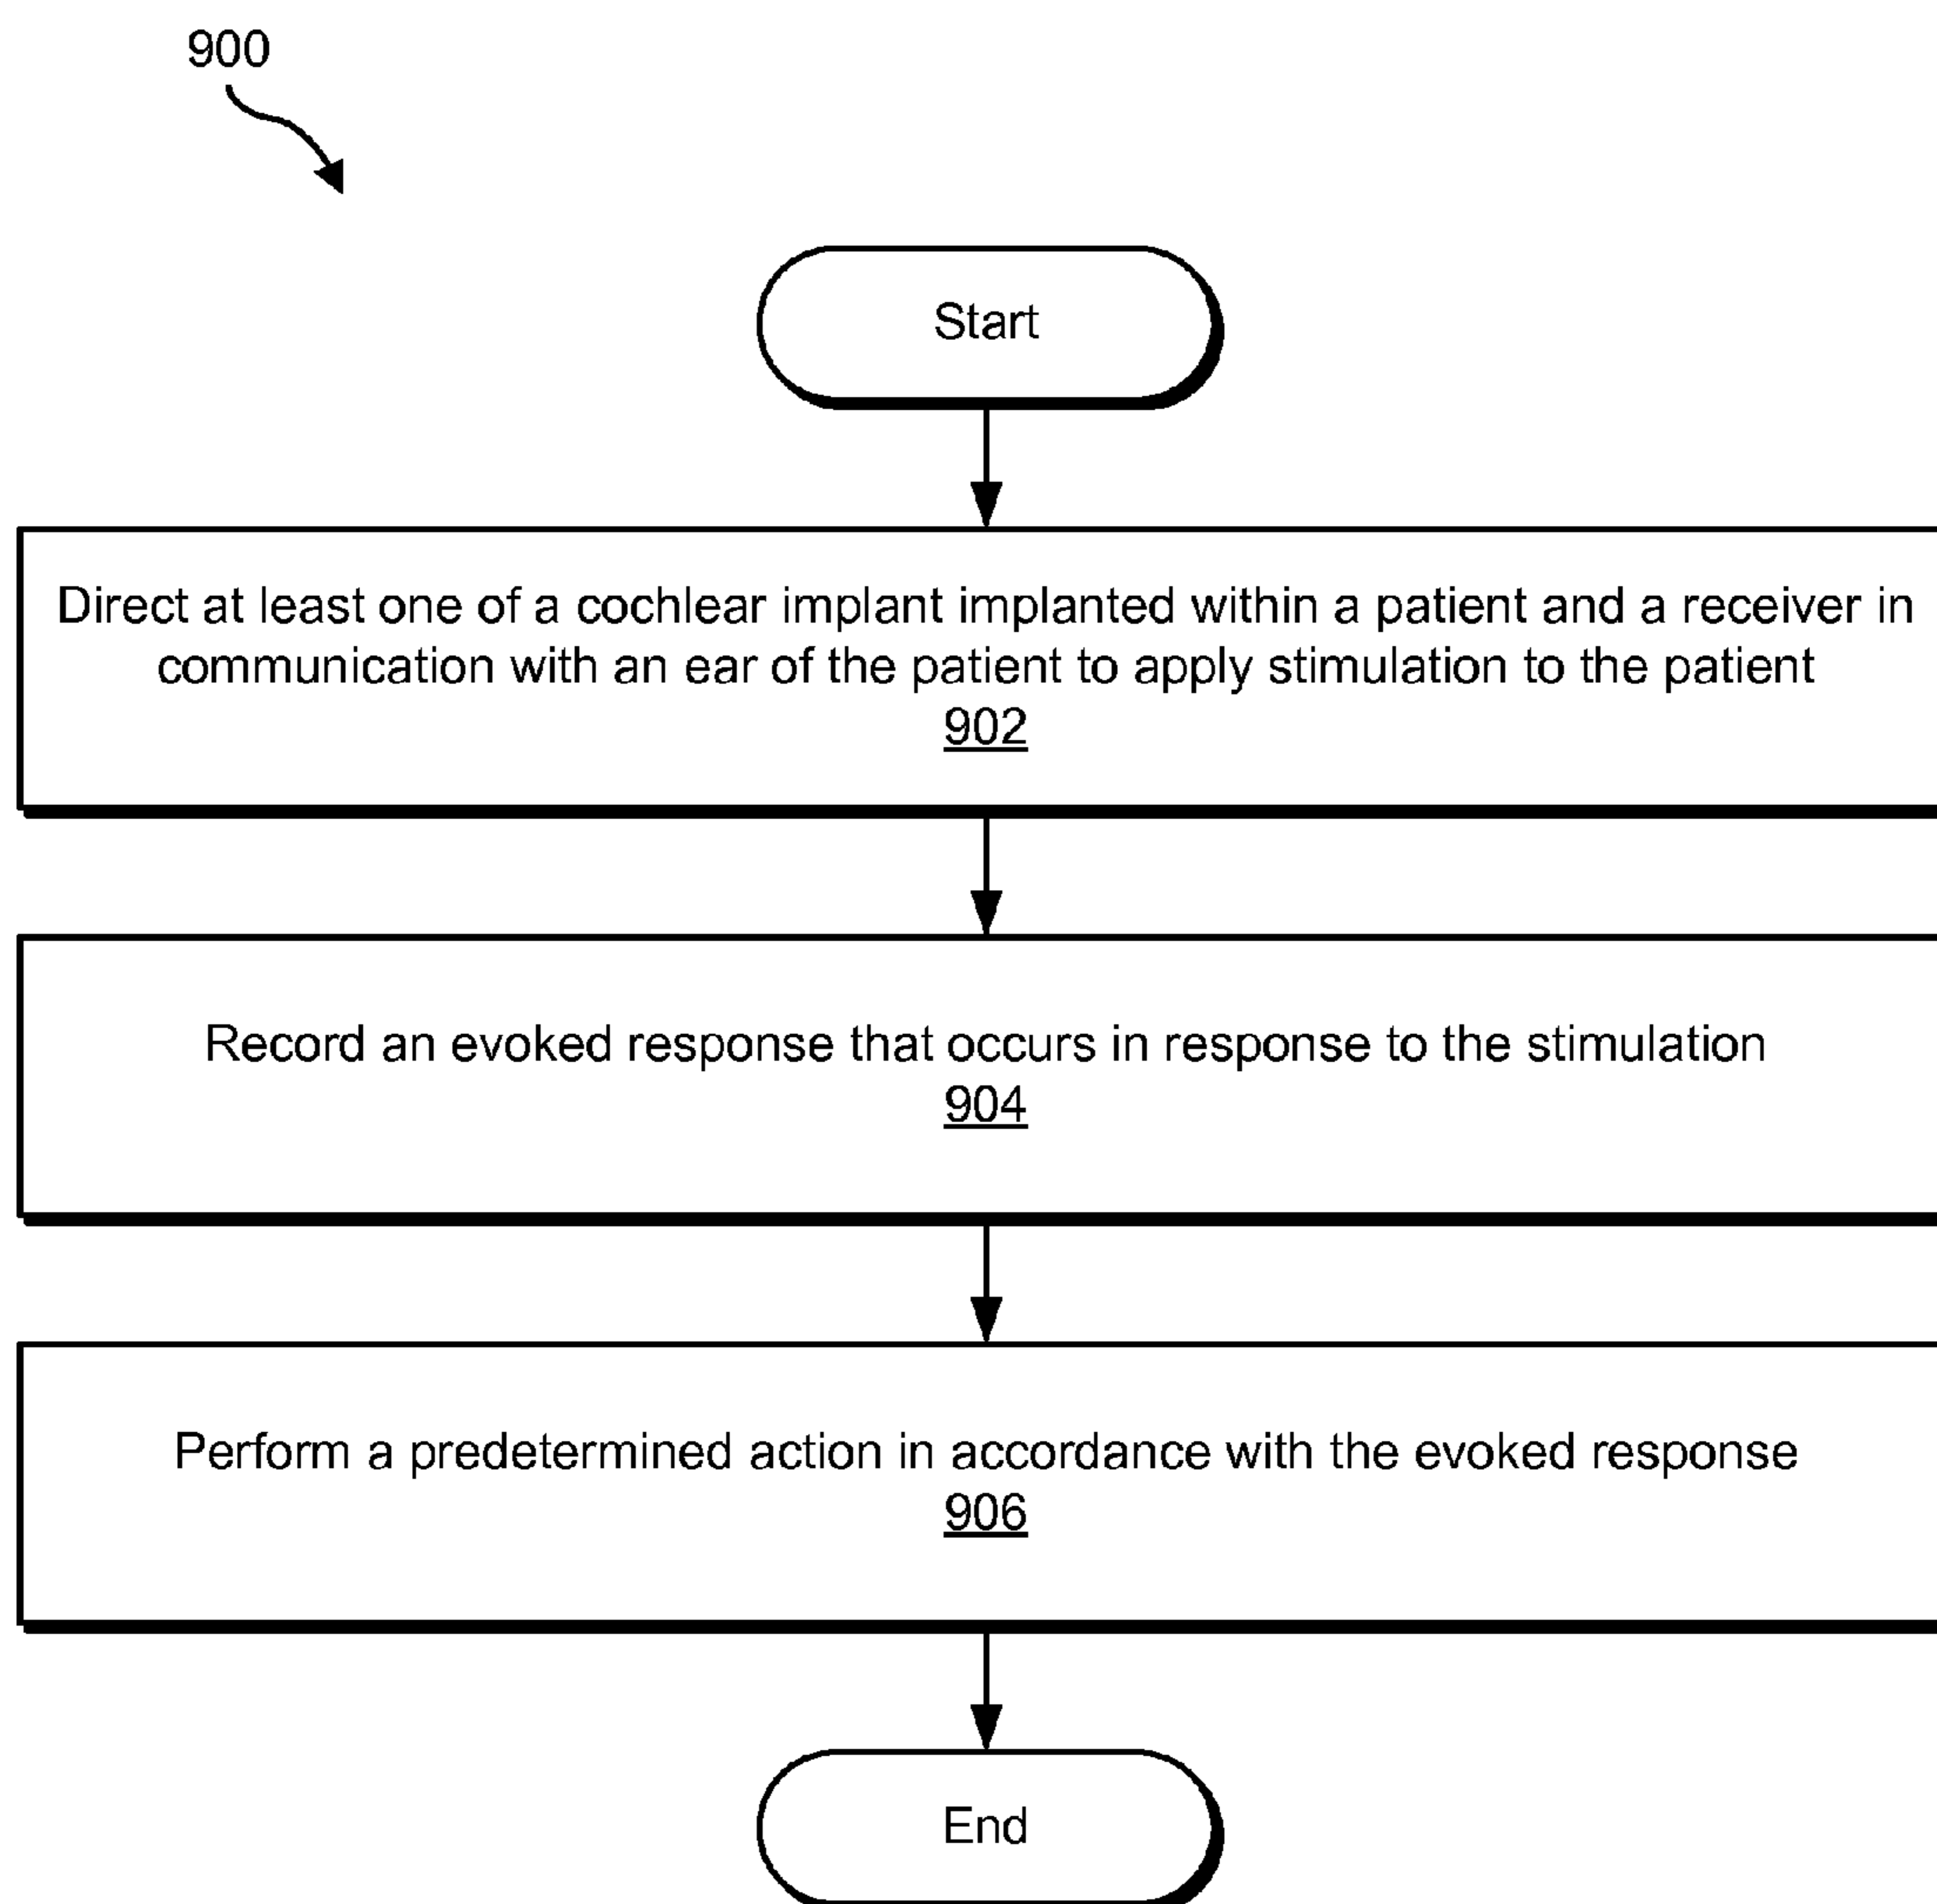 900
Start
Direct at least one of a cochlear implant implanted within a patient and a receiver in
communication with an ear of the patient to apply stimulation to the patient
902
Record an evoked response that occurs in response to the stimulation
904
Perform a predetermined action in accordance with the evoked response
906
End